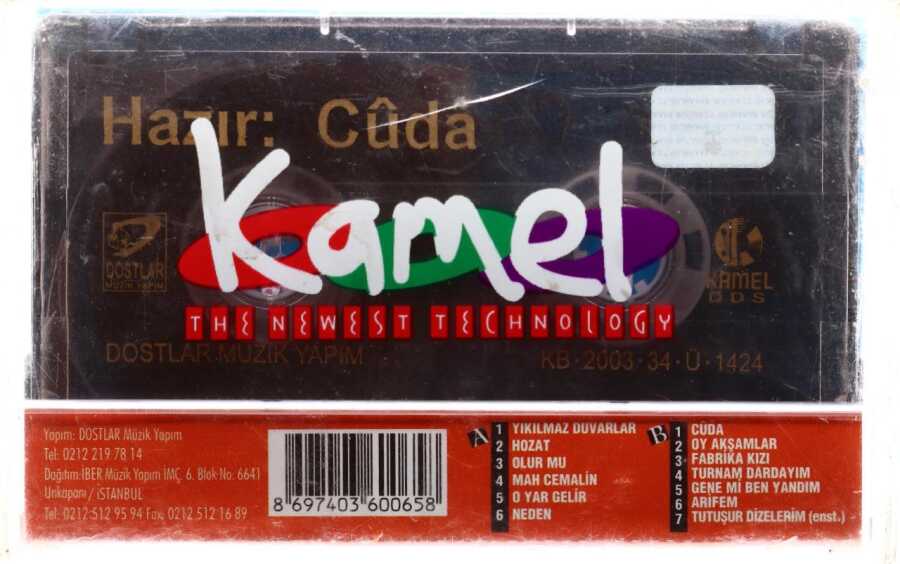 Hazır: Cûda
Kamel
THE NEWEST TECHNOLOGY
DOSTLAR
MÜZİK YAPIM
KAMEL
DDS
DOSTLAR MÜZİK YAPIM
KB·2003·34·Ü·1424
Yapım: DOSTLAR Müzik Yapım
Tel: 0212 219 78 14
Dağıtım:İBER Müzik Yapım İMÇ. 6. Blok No: 6641
Unkapanı / İSTANBUL
Tel: 0212 512 95 94 Fax: 0212 512 16 89
8 697403 600658
A
1 YIKILMAZ DUVARLAR
2 HOZAT
3 OLUR MU
4 MAH CEMALİN
5 O YAR GELİR
6 NEDEN
B
1 CÛDA
2 OY AKŞAMLAR
3 FABRİKA KIZI
4 TURNAM DARDAYIM
5 GENE Mİ BEN YANDIM
6 ARİFEM
7 TUTUŞUR DİZELERİM (enst.)